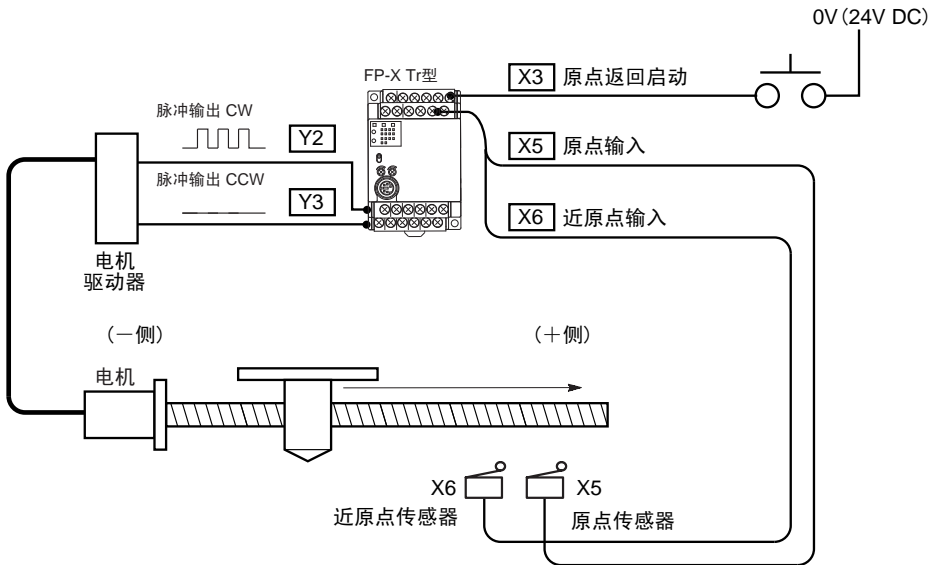 0V(24V DC)
FP-X Tr型
X3 原点返回启动
脉冲输出 CW
Y2
X5 原点输入
脉冲输出 CCW
Y3
X6 近原点输入
电机
驱动器
(－侧)
(＋侧)
电机
X6
X5
近原点传感器
原点传感器